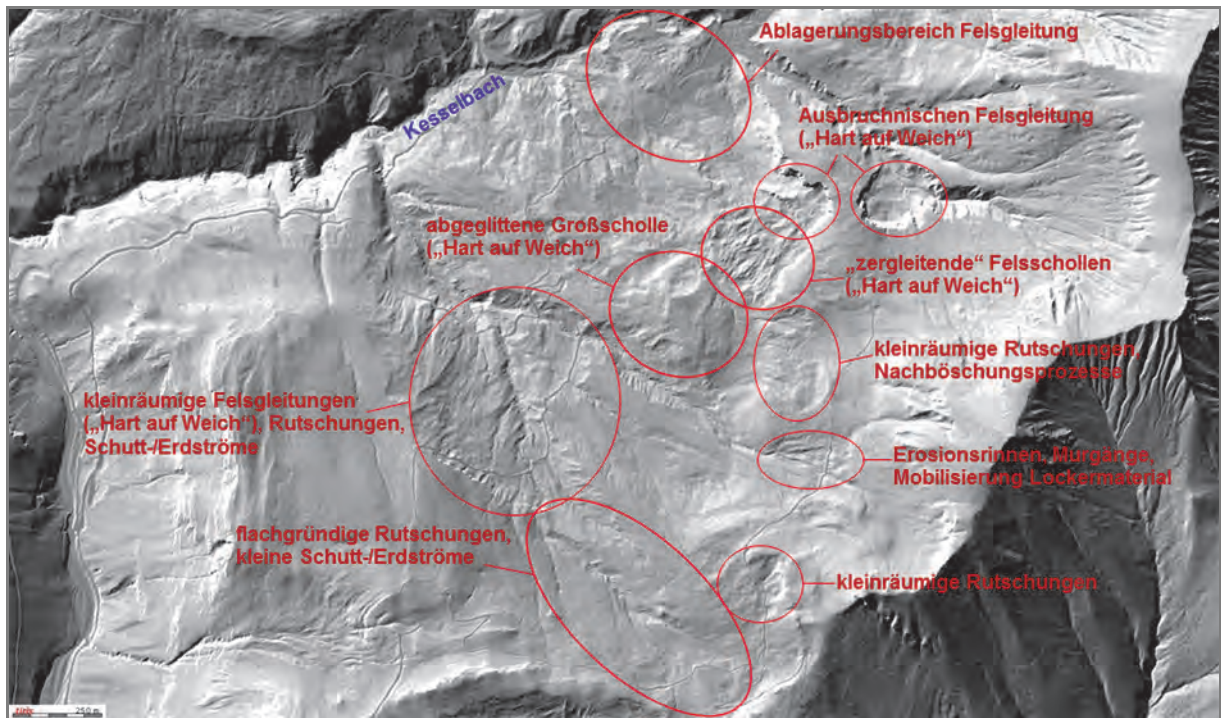 Ablagerungsbereich Felsgleitung
Kesselbach
Ausbruchnischen Felsgleitung
(„Hart auf Weich“)
abgeglittene Großscholle
(„Hart auf Weich“)
„zergleitende“ Felsschollen
(„Hart auf Weich“)
kleinräumige Rutschungen,
Nachböschungsprozesse
kleinräumige Felsgleitungen
(„Hart auf Weich“), Rutschungen,
Schutt-/Erdströme
Erosionsrinnen, Murgänge,
Mobilisierung Lockermaterial
flachgründige Rutschungen,
kleine Schutt-/Erdströme
kleinräumige Rutschungen
250 m